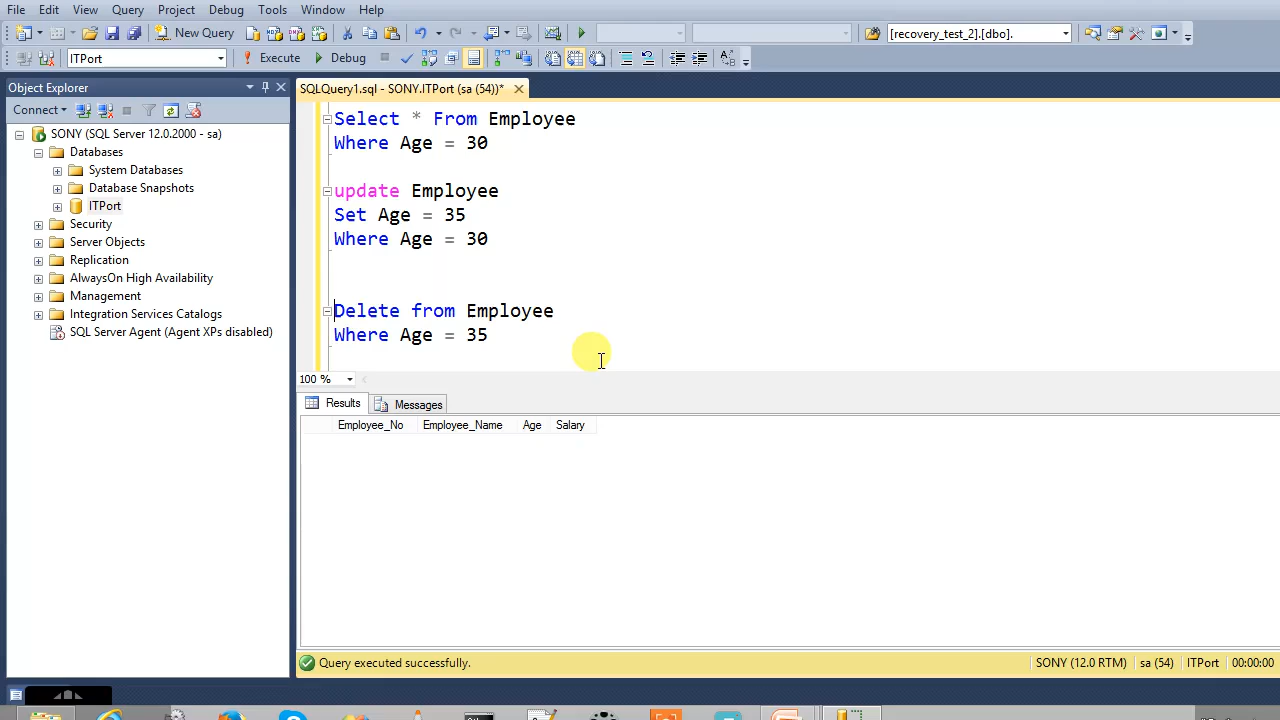 File Edit View Query Project Debug Tools Window Help
New Query [recovery_test_2].[dbo].
ITPort Execute Debug
Object Explorer
SQLQuery1.sql - SONY.ITPort (sa (54))*
Connect
SONY (SQL Server 12.0.2000 - sa)
Databases
System Databases
Database Snapshots
ITPort
Security
Server Objects
Replication
AlwaysOn High Availability
Management
Integration Services Catalogs
SQL Server Agent (Agent XPs disabled)
Select * From Employee
Where Age = 30
update Employee
Set Age = 35
Where Age = 30
Delete from Employee
Where Age = 35
100 %
Results Messages
Employee_No Employee_Name Age Salary
Query executed successfully. SONY (12.0 RTM) sa (54) ITPort 00:00:00